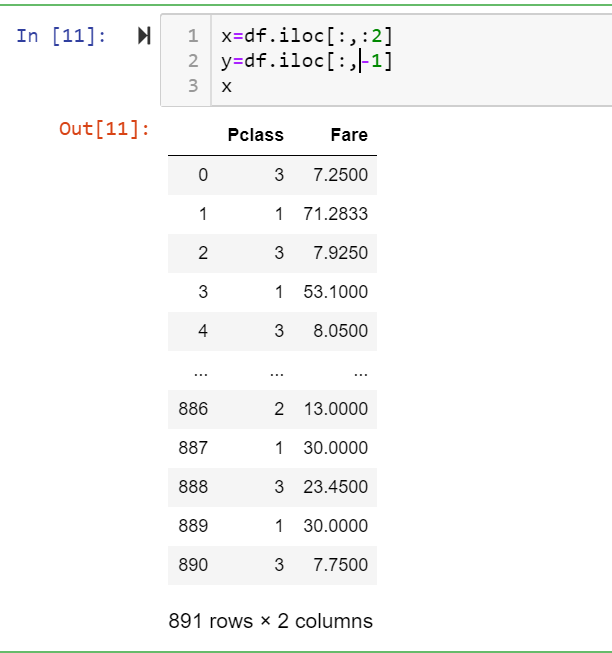 In [11]: 1 x=df.iloc[:,:2]
2 y=df.iloc[:,-1]
3 x
Out[11]:
Pclass Fare
0 3 7.2500
1 1 71.2833
2 3 7.9250
3 1 53.1000
4 3 8.0500
... ... ...
886 2 13.0000
887 1 30.0000
888 3 23.4500
889 1 30.0000
890 3 7.7500
891 rows × 2 columns